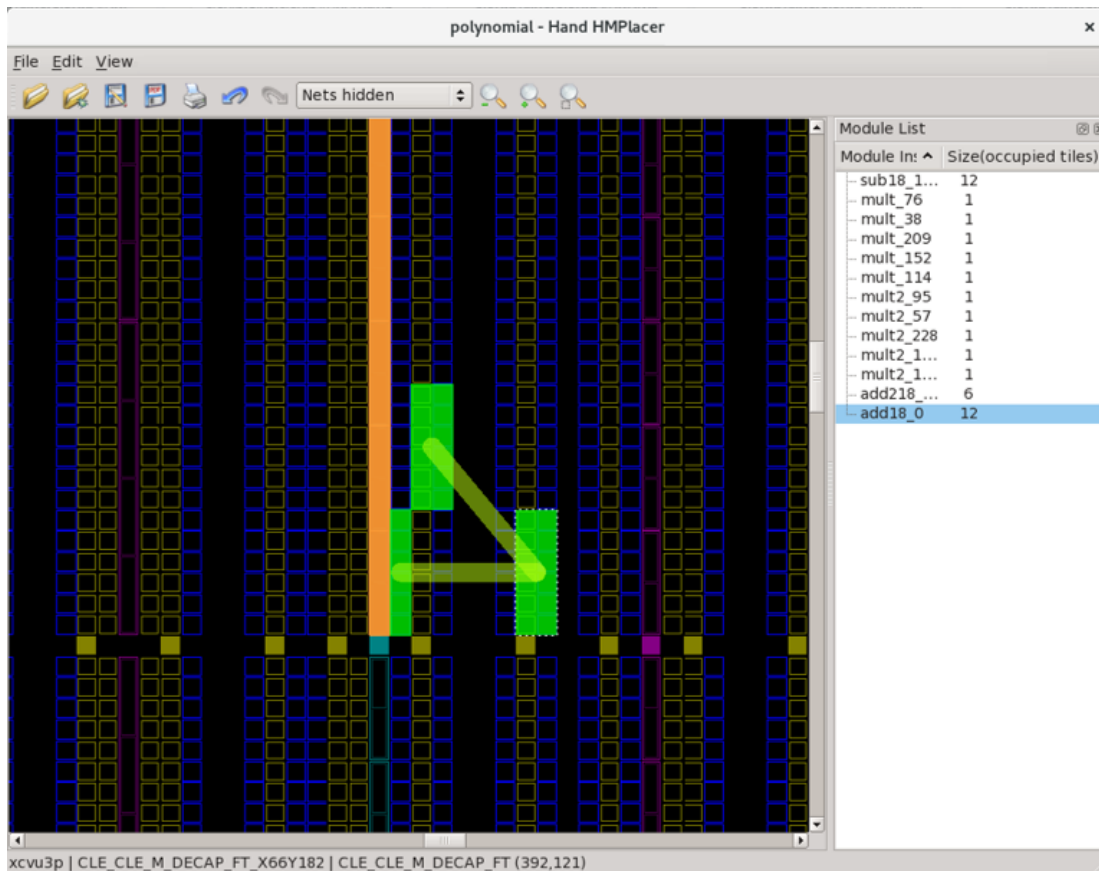 polynomial - Hand HMPlacer ×
File Edit View
Nets hidden
Module List
Module In: Size(occupied tiles)
sub18_1... 12
mult_76 1
mult_38 1
mult_209 1
mult_152 1
mult_114 1
mult2_95 1
mult2_57 1
mult2_228 1
mult2_1... 1
mult2_1... 1
add218_... 6
add18_0 12
xcvu3p | CLE_CLE_M_DECAP_FT_X66Y182 | CLE_CLE_M_DECAP_FT (392,121)